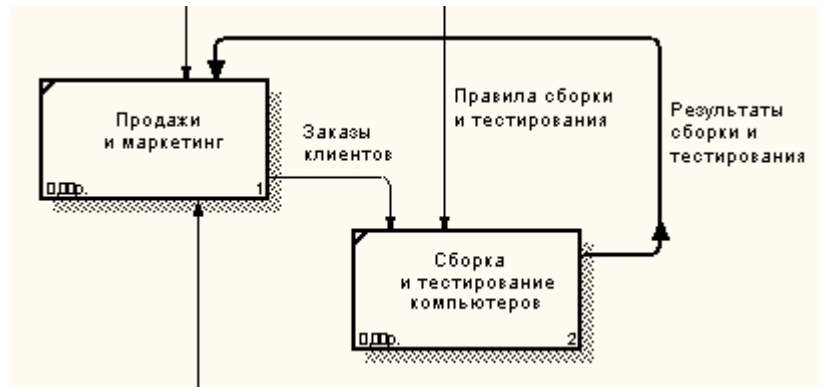 Продажи
и маркетинг
1
Заказы
клиентов
Правила сборки
и тестирования
Результаты
сборки и
тестирования
Сборка
и тестирование
компьютеров
2